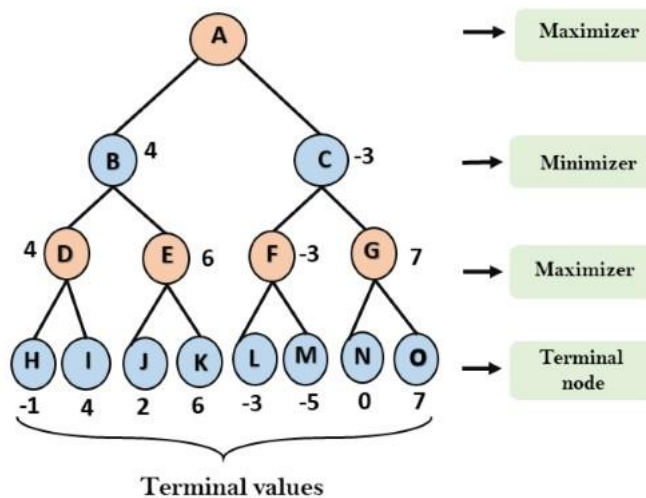 A
Maximizer
B
4
C
-3
Minimizer
4
D
E
6
F
-3
G
7
Maximizer
H
I
J
K
L
M
N
O
Terminal
node
-1
4
2
6
-3
-5
0
7
Terminal values